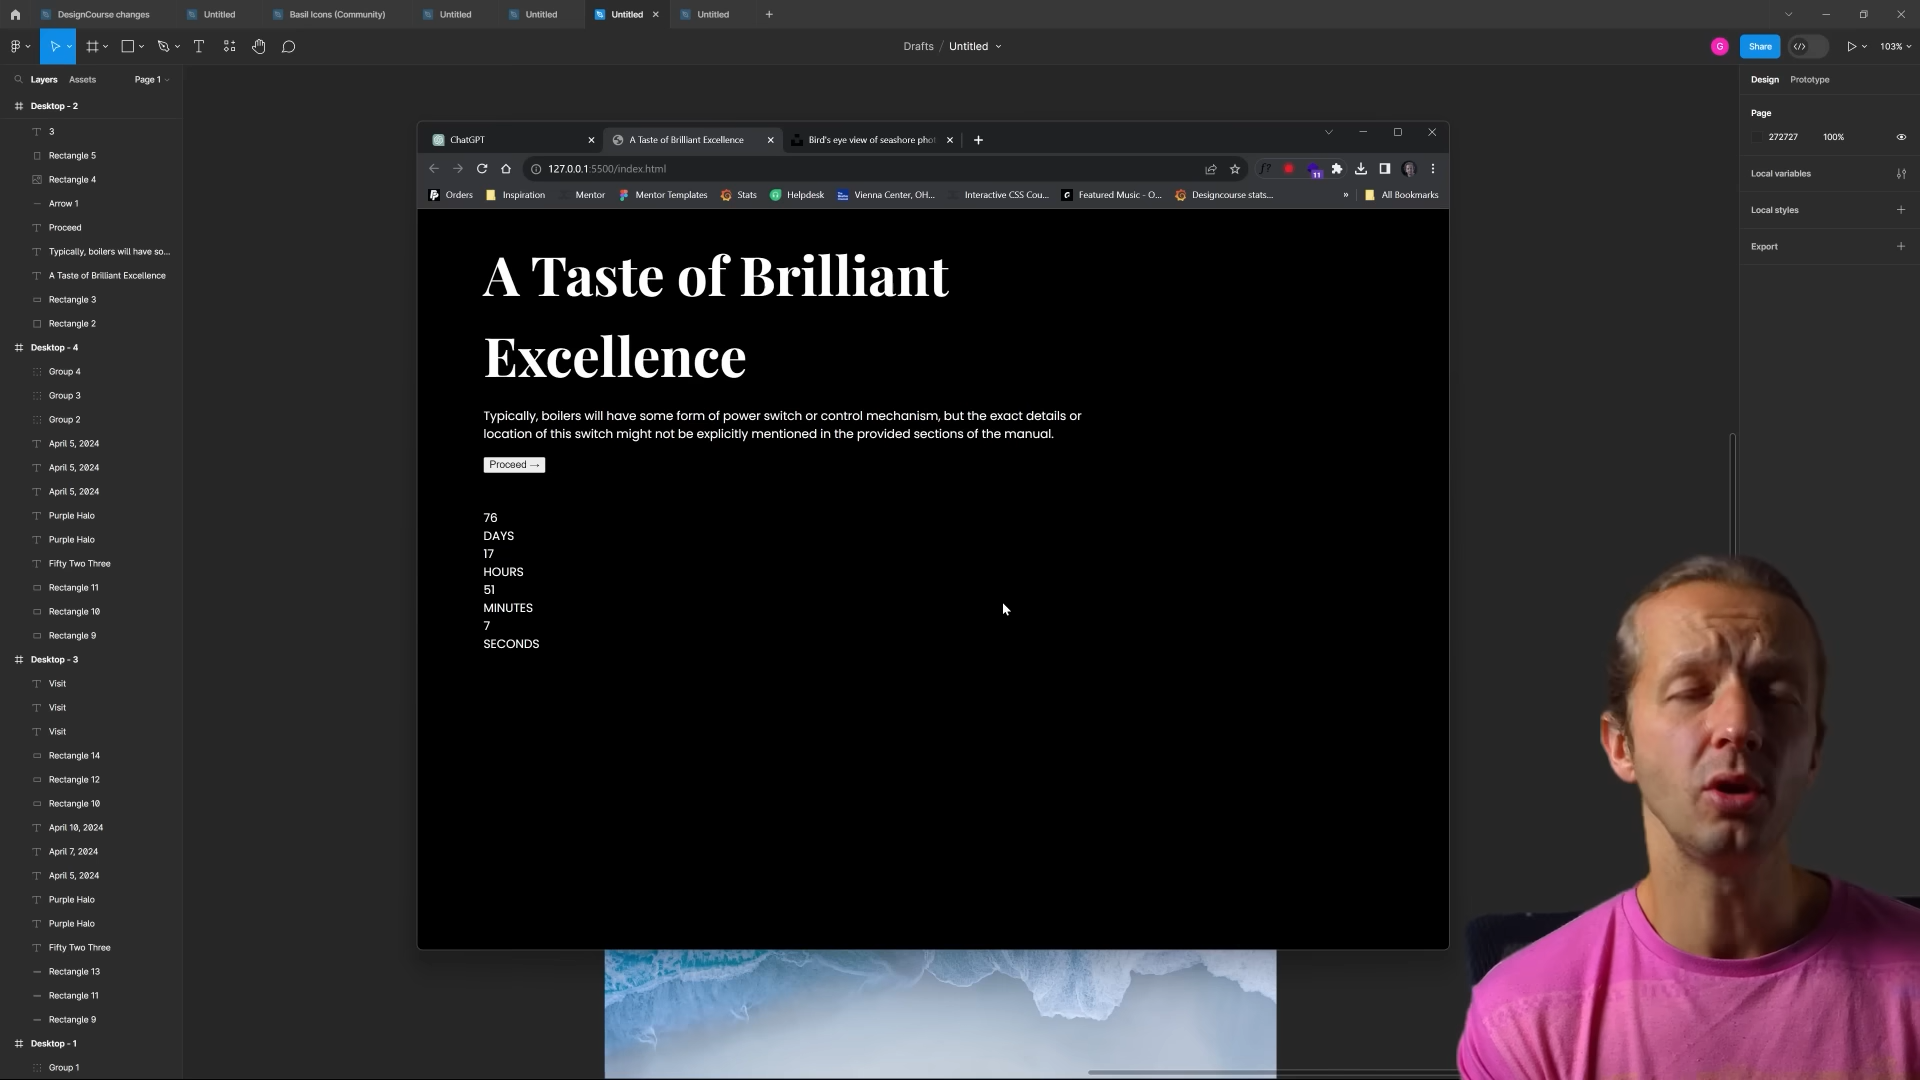 DesignCourse changes
Untitled
Basil Icons (Community)
Untitled
Untitled
Untitled
Untitled
Drafts / Untitled
G
Share
103%
Layers
Assets
Page 1
Desktop - 2
3
Rectangle 5
Rectangle 4
Arrow 1
Proceed
Typically, boilers will have so...
A Taste of Brilliant Excellence
Rectangle 3
Rectangle 2
Desktop - 4
Group 4
Group 3
Group 2
April 5, 2024
April 5, 2024
April 5, 2024
Purple Halo
Purple Halo
Fifty Two Three
Rectangle 11
Rectangle 10
Rectangle 9
Desktop - 3
Visit
Visit
Visit
Rectangle 14
Rectangle 12
Rectangle 10
April 10, 2024
April 7, 2024
April 5, 2024
Purple Halo
Purple Halo
Fifty Two Three
Rectangle 13
Rectangle 11
Rectangle 9
Desktop - 1
Group 1
ChatGPT
A Taste of Brilliant Excellence
Bird's eye view of seashore phot
127.0.0.1:5500/index.html
f?
11
Orders
Inspiration
Mentor
Mentor Templates
Stats
Helpdesk
Vienna Center, OH...
Interactive CSS Cou...
Featured Music - O...
Designcourse stats...
»
All Bookmarks
A Taste of Brilliant
Excellence
Typically, boilers will have some form of power switch or control mechanism, but the exact details or
location of this switch might not be explicitly mentioned in the provided sections of the manual.
Proceed →
76
DAYS
17
HOURS
51
MINUTES
7
SECONDS
Design
Prototype
Page
272727
100%
Local variables
Local styles
Export